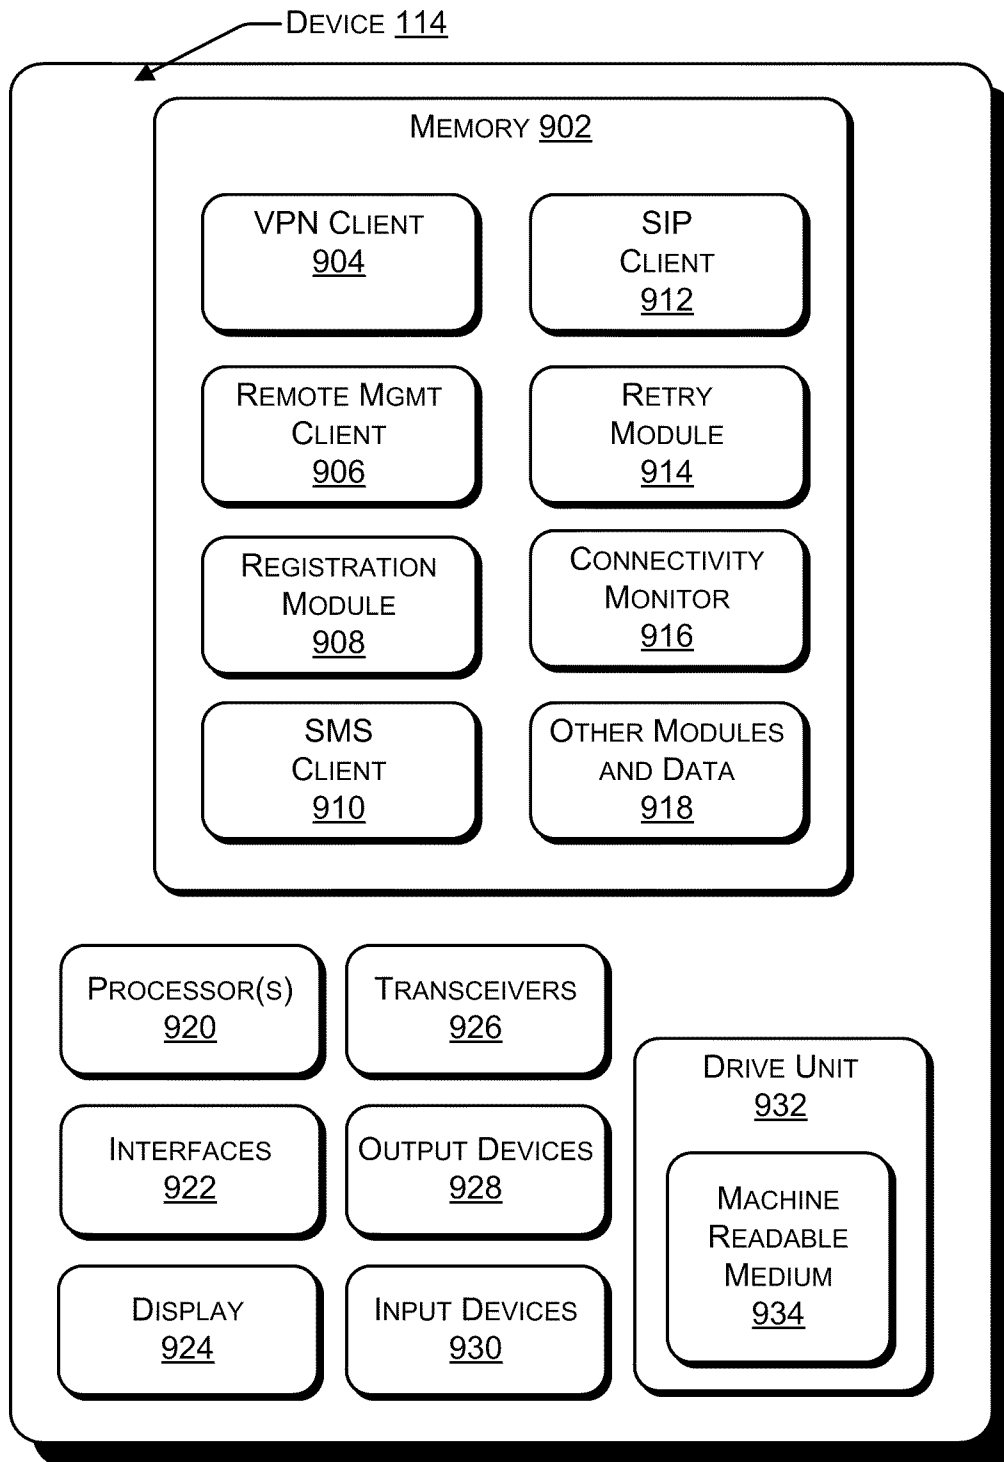 DEVICE 114
MEMORY 902
VPN CLIENT
904
SIP
CLIENT
912
REMOTE MGMT
CLIENT
906
RETRY
MODULE
914
REGISTRATION
MODULE
908
CONNECTIVITY
MONITOR
916
SMS
CLIENT
910
OTHER MODULES
AND DATA
918
PROCESSOR(S)
920
TRANSCEIVERS
926
INTERFACES
922
OUTPUT DEVICES
928
DISPLAY
924
INPUT DEVICES
930
DRIVE UNIT
932
MACHINE
READABLE
MEDIUM
934